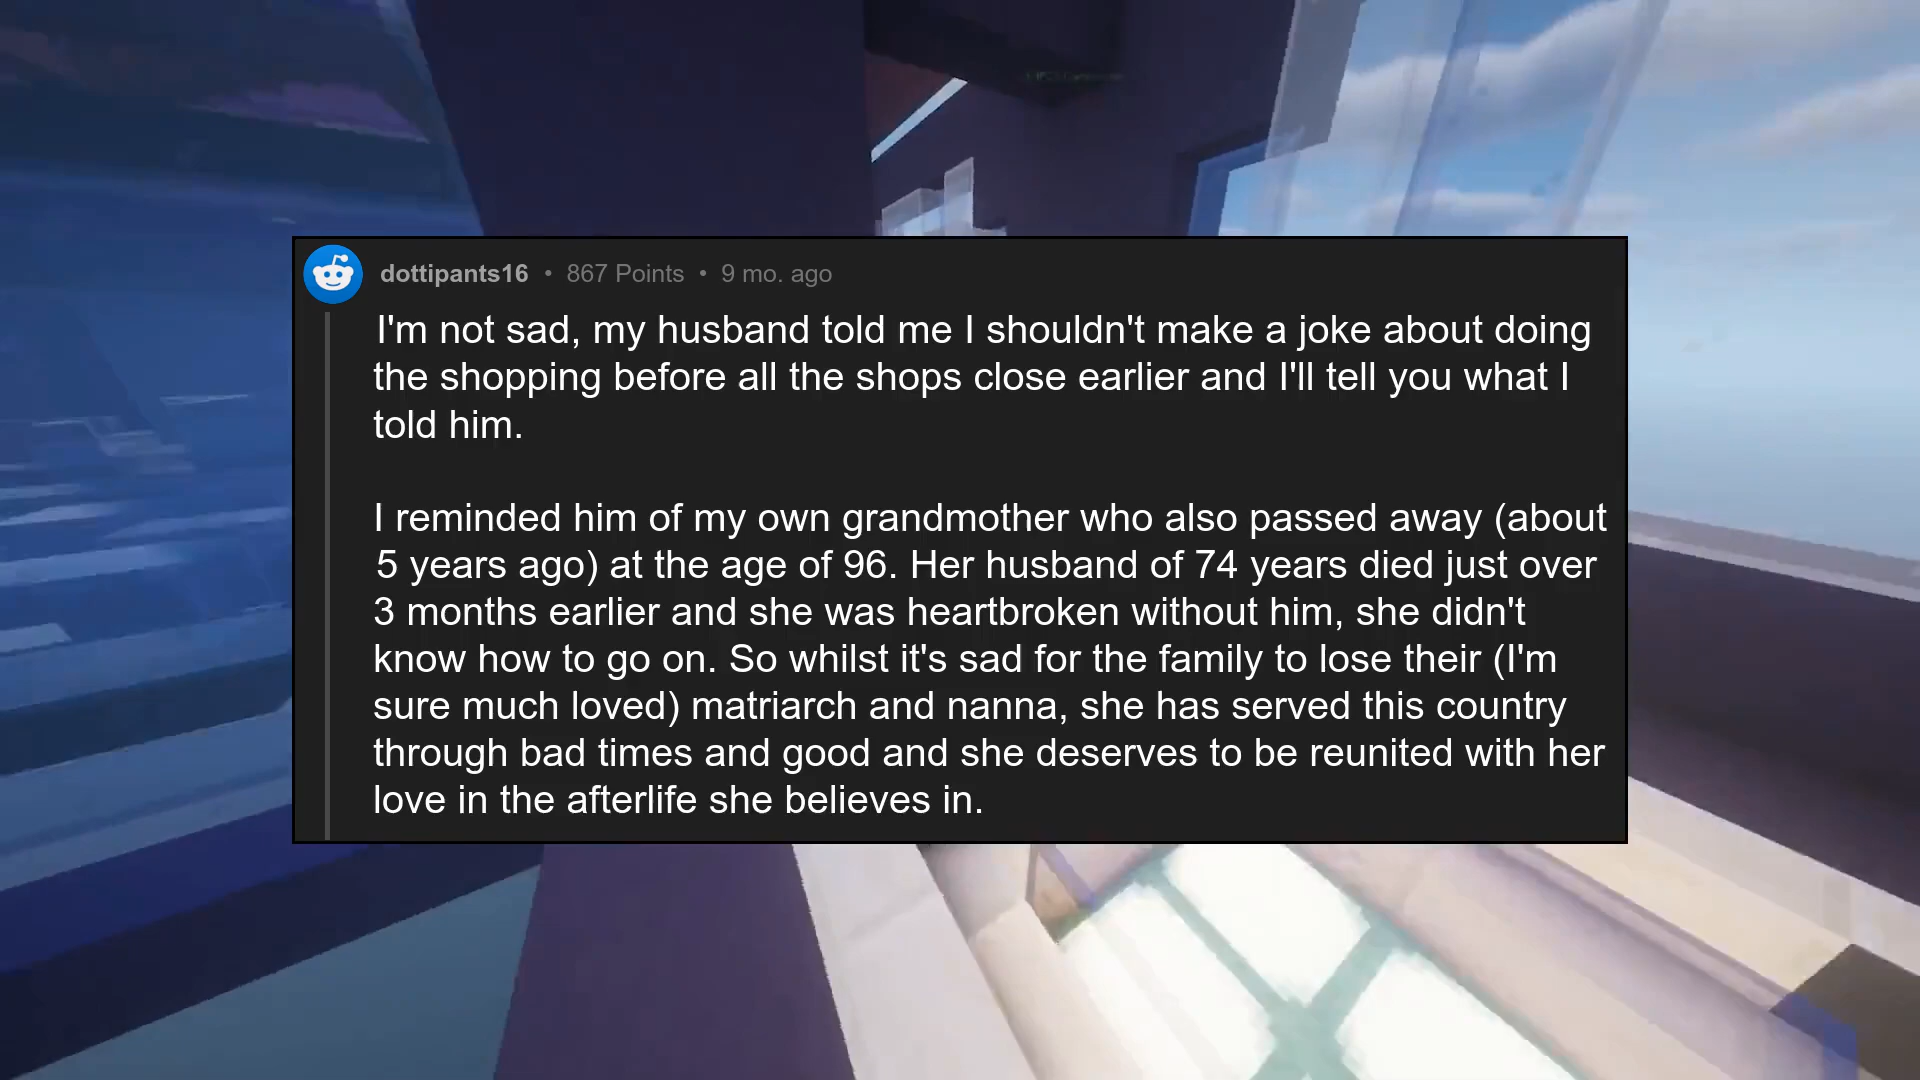 dottipants16 • 867 Points • 9 mo. ago
I'm not sad, my husband told me I shouldn't make a joke about doing
the shopping before all the shops close earlier and I'll tell you what I
told him.
I reminded him of my own grandmother who also passed away (about
5 years ago) at the age of 96. Her husband of 74 years died just over
3 months earlier and she was heartbroken without him, she didn't
know how to go on. So whilst it's sad for the family to lose their (I'm
sure much loved) matriarch and nanna, she has served this country
through bad times and good and she deserves to be reunited with her
love in the afterlife she believes in.